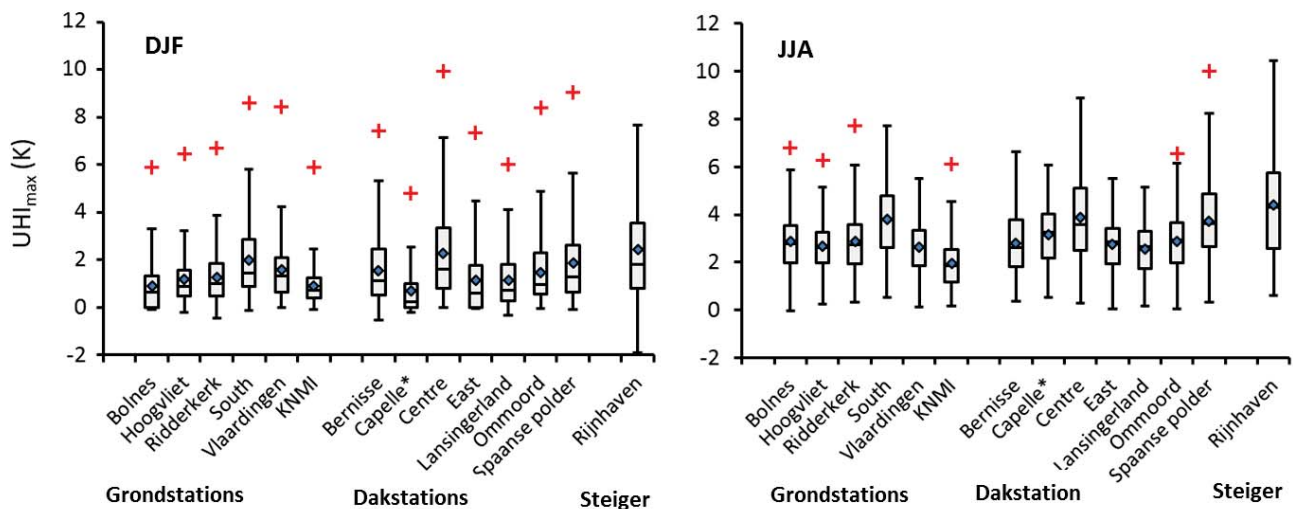 DJF
UHImax (K)
12
10
8
6
4
2
0
-2
Bolnes
Hoogvliet
Ridderkerk
South
Vlaardingen
KNMI
Bernisse
Capelle*
Centre
East
Lansingerland
Ommoord
Spaanse polder
Rijnhaven
Grondstations
Dakstations
Steiger
JJA
12
10
8
6
4
2
0
-2
Bolnes
Hoogvliet
Ridderkerk
South
Vlaardingen
KNMI
Bernisse
Capelle*
Centre
East
Lansingerland
Ommoord
Spaanse polder
Rijnhaven
Grondstations
Dakstation
Steiger